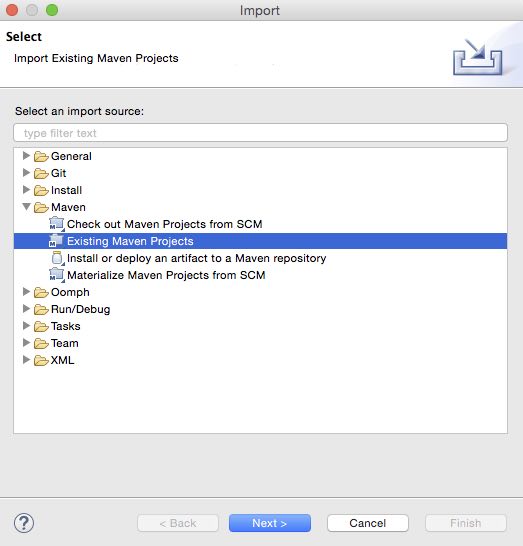 Import
Select
Import Existing Maven Projects
Select an import source:
type filter text
General
Git
Install
Maven
Check out Maven Projects from SCM
Existing Maven Projects
Install or deploy an artifact to a Maven repository
Materialize Maven Projects from SCM
Oomph
Run/Debug
Tasks
Team
XML
? < Back Next > Cancel Finish